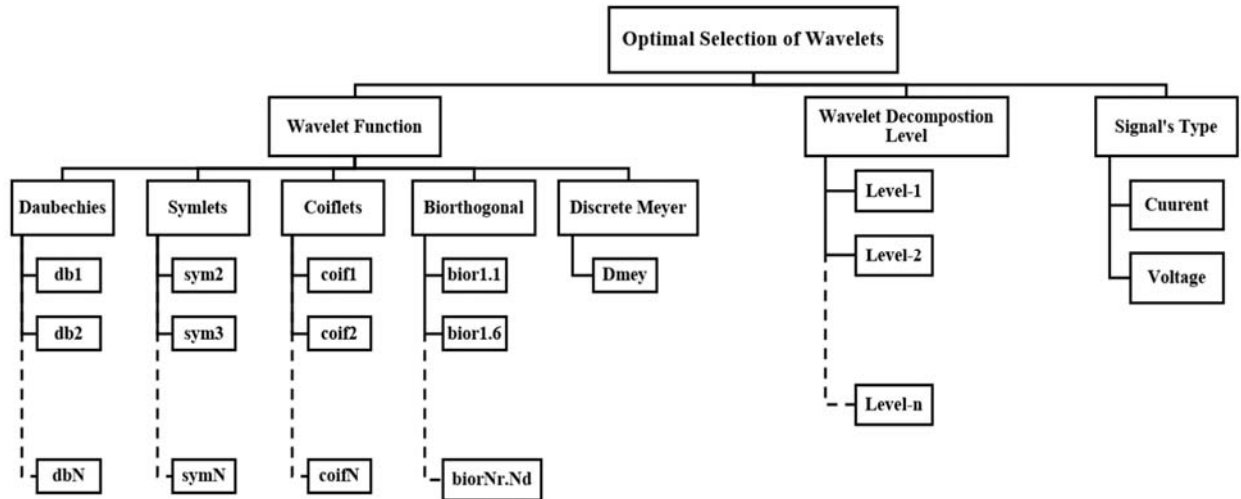 Optimal Selection of Wavelets
Wavelet Function
Wavelet Decompostion
Level
Signal's Type
Daubechies
Symlets
Coiflets
Biorthogonal
Discrete Meyer
Level-1
Cuurent
Level-2
Voltage
db1
sym2
coif1
bior1.1
Dmey
db2
sym3
coif2
bior1.6
Level-n
dbN
symN
coifN
biorNr.Nd